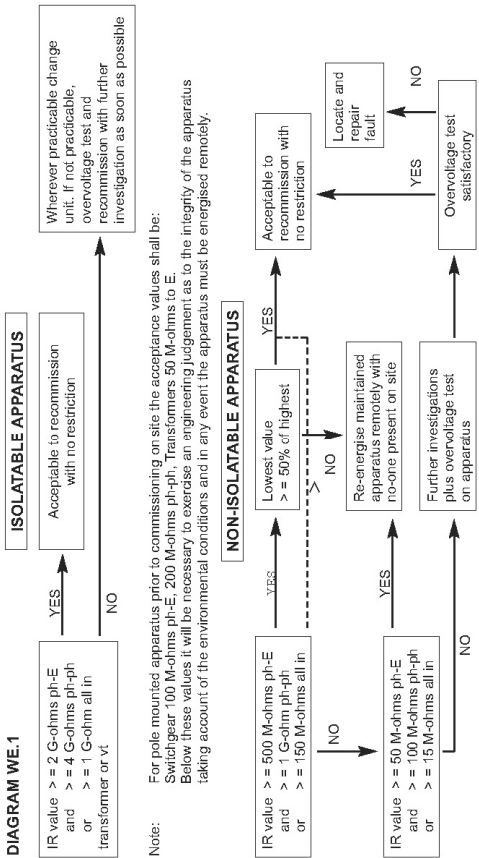 DIAGRAM WE.1
ISOLATABLE APPARATUS
IR value > = 2 G-ohms ph-E
and > = 4 G-ohms ph-ph
or > = 1 G-ohm all in
transformer or vt
YES
NO
Acceptable to recommission
with no restriction
Wherever practicable change
unit. If not practicable,
overvoltage test and
recommission with further
investigation as soon as possible
Note: For pole mounted apparatus prior to commissioning on site the acceptance values shall be:
Switchgear 100 M-ohms ph-E, 200 M-ohms ph-ph, Transformers 50 M-ohms to E.
Below these values it will be necessary to exercise an engineering judgement as to the integrity of the apparatus
taking account of the environmental conditions and in any event the apparatus must be energised remotely.
NON-ISOLATABLE APPARATUS
IR value > = 500 M-ohms ph-E
and > = 1 G-ohm ph-ph
or > = 150 M-ohms all in
YES
Lowest value
> = 50% of highest
YES
Acceptable to
recommission with
no restriction
>
NO
NO
IR value > = 50 M-ohms ph-E
and > = 100 M-ohms ph-ph
or > = 15 M-ohms all in
YES
Re-energise maintained
apparatus remotely with
no-one present on site
NO
Further investigations
plus overvoltage test
on apparatus
Overvoltage test
satisfactory
YES
NO
Locate and
repair
fault